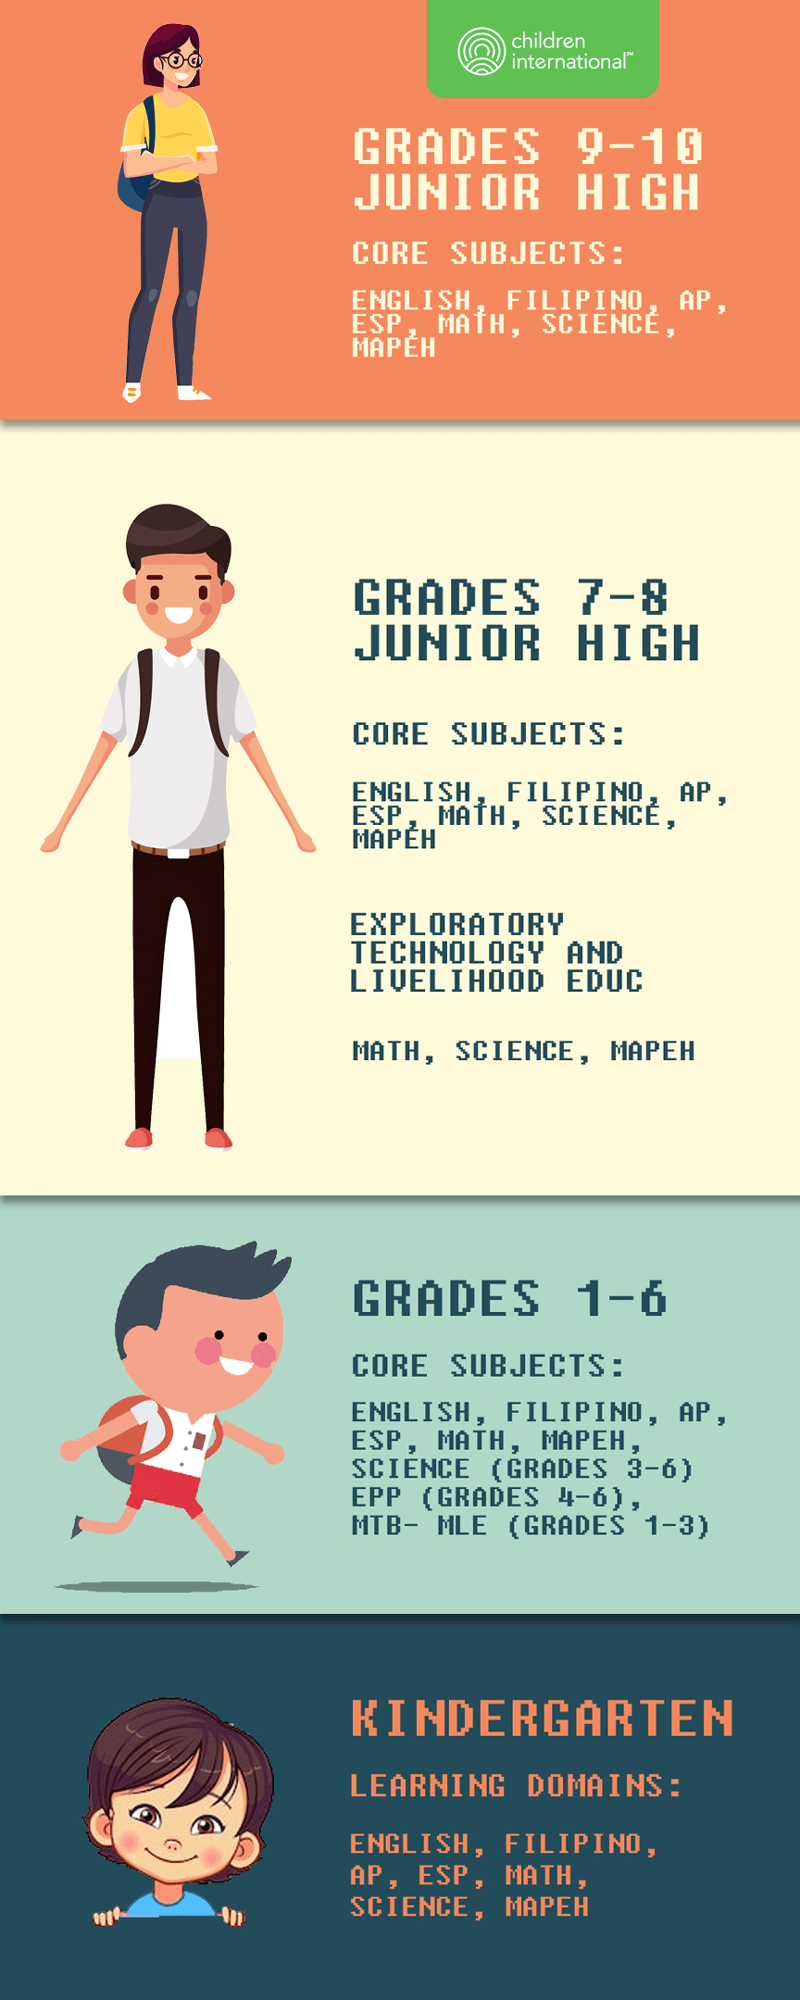 children
international™
GRADES 9-10
JUNIOR HIGH
CORE SUBJECTS:
ENGLISH, FILIPINO, AP,
ESP, MATH, SCIENCE,
MAPEH
GRADES 7-8
JUNIOR HIGH
CORE SUBJECTS:
ENGLISH, FILIPINO, AP,
ESP, MATH, SCIENCE,
MAPEH
EXPLORATORY
TECHNOLOGY AND
LIVELIHOOD EDUC
MATH, SCIENCE, MAPEH
GRADES 1-6
CORE SUBJECTS:
ENGLISH, FILIPINO, AP,
ESP, MATH, MAPEH,
SCIENCE (GRADES 3-6)
EPP (GRADES 4-6),
MTB- MLE (GRADES 1-3)
KINDERGARTEN
LEARNING DOMAINS:
ENGLISH, FILIPINO,
AP, ESP, MATH,
SCIENCE, MAPEH